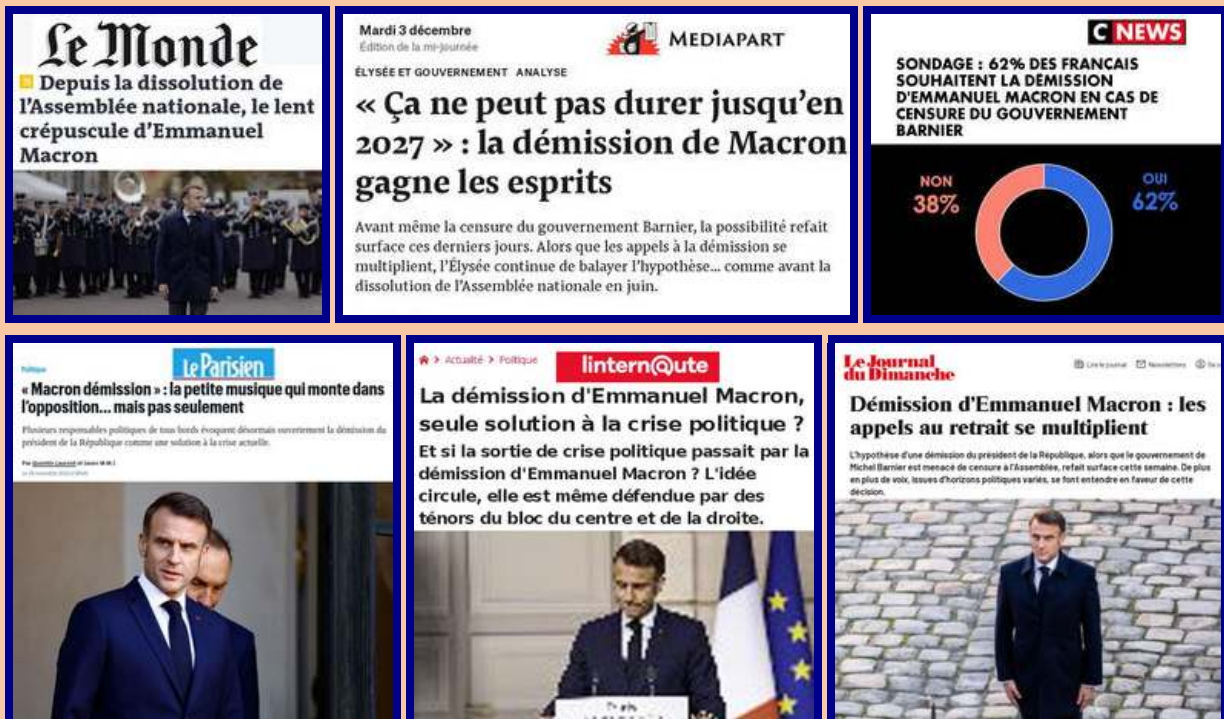 Le Monde
Depuis la dissolution de
l'Assemblée nationale, le lent
crépuscule d'Emmanuel
Macron
Mardi 3 décembre
Édition de la mi-journée
MEDIAPART
ÉLYSÉE ET GOUVERNEMENT ANALYSE
« Ça ne peut pas durer jusqu'en
2027 » : la démission de Macron
gagne les esprits
Avant même la censure du gouvernement Barnier, la possibilité refait
surface ces derniers jours. Alors que les appels à la démission se
multiplient, l'Élysée continue de balayer l'hypothèse... comme avant la
dissolution de l'Assemblée nationale en juin.
C NEWS
SONDAGE : 62% DES FRANÇAIS
SOUHAITENT LA DÉMISSION
D'EMMANUEL MACRON EN CAS DE
CENSURE DU GOUVERNEMENT
BARNIER
NON
38%
OUI
62%
Politique
Le Parisien
« Macron démission » : la petite musique qui monte dans
l'opposition... mais pas seulement
Plusieurs responsables politiques de tous bords évoquent désormais ouvertement la démission du
président de la République comme une solution à la crise actuelle.
Par Quentin Laurent
Actualité > Politique
lintern@ute
La démission d'Emmanuel Macron,
seule solution à la crise politique ?
Et si la sortie de crise politique passait par la
démission d'Emmanuel Macron ? L'idée
circule, elle est même défendue par des
ténors du bloc du centre et de la droite.
Le Journal
du Dimanche
Lire le journal Newsletters
Démission d'Emmanuel Macron : les
appels au retrait se multiplient
L'hypothèse d'une démission du président de la République, alors que le gouvernement de
Michel Barnier est menacé de censure à l'Assemblée, refait surface cette semaine. De plus
en plus de voix, issues d'horizons politiques variés, se font entendre en faveur de cette
décision.